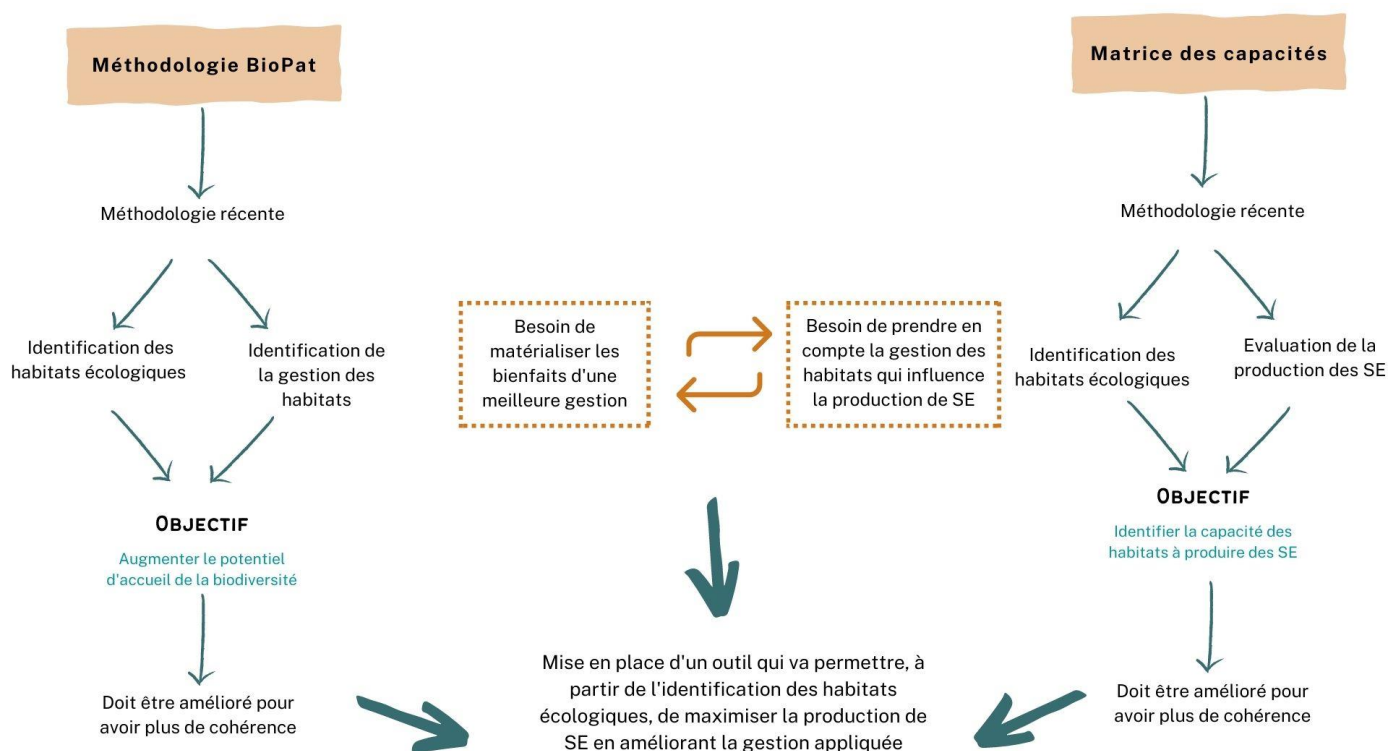 Méthodologie BioPat
Matrice des capacités
Méthodologie récente
Méthodologie récente
Identification des
habitats écologiques
Identification de
la gestion des
habitats
Besoin de
matérialiser les
bienfaits d'une
meilleure gestion
Besoin de prendre en
compte la gestion des
habitats qui influence
la production de SE
Identification des
habitats écologiques
Evaluation de la
production des SE
OBJECTIF
Augmenter le potentiel
d'accueil de la biodiversité
OBJECTIF
Identifier la capacité des
habitats à produire des SE
Doit être amélioré pour
avoir plus de cohérence
Mise en place d'un outil qui va permettre, à
partir de l'identification des habitats
écologiques, de maximiser la production de
SE en améliorant la gestion appliquée
Doit être amélioré pour
avoir plus de cohérence